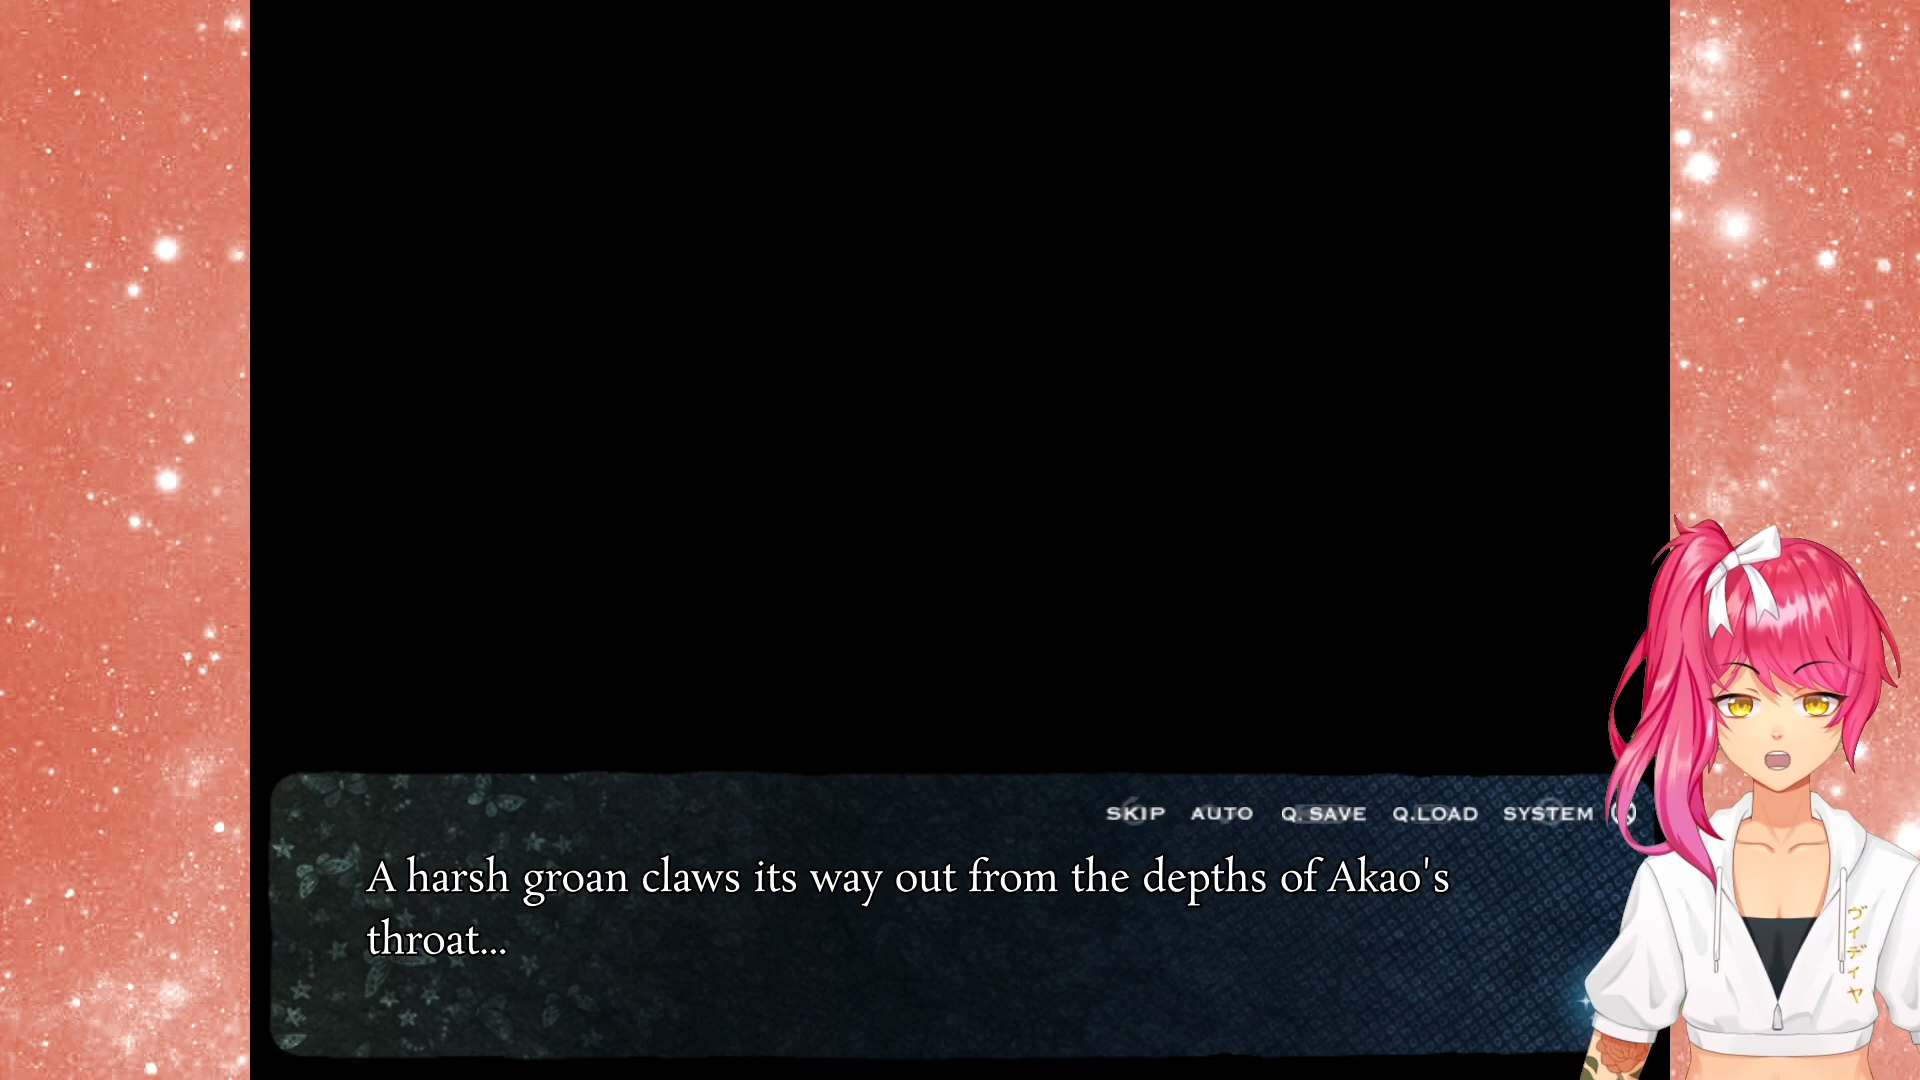 SKIP AUTO Q. SAVE Q.LOAD SYSTEM
A harsh groan claws its way out from the depths of Akao's
throat...
ヴィディヤ